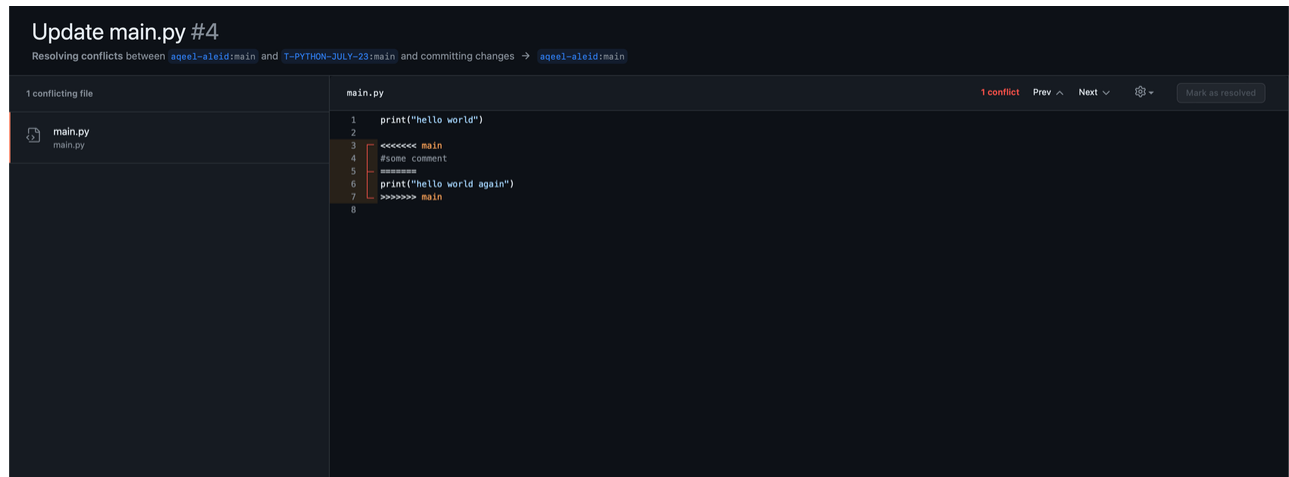 Update main.py #4
Resolving conflicts between aqeel-aleid:main and T-PYTHON-JULY-23:main and committing changes → aqeel-aleid:main
1 conflicting file
main.py
main.py
main.py
1 conflict Prev Next Mark as resolved
1 print("hello world")
2
3 <<<<<<< main
4 #some comment
5 =======
6 print("hello world again")
7 >>>>>>> main
8